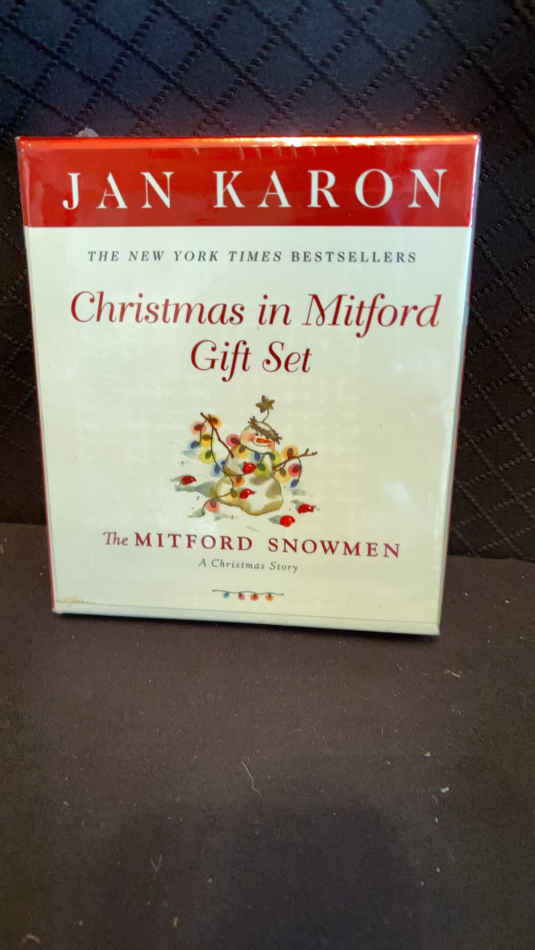 JAN KARON
THE NEW YORK TIMES BESTSELLERS
Christmas in Mitford
Gift Set
The MITFORD SNOWMEN
A Christmas Story